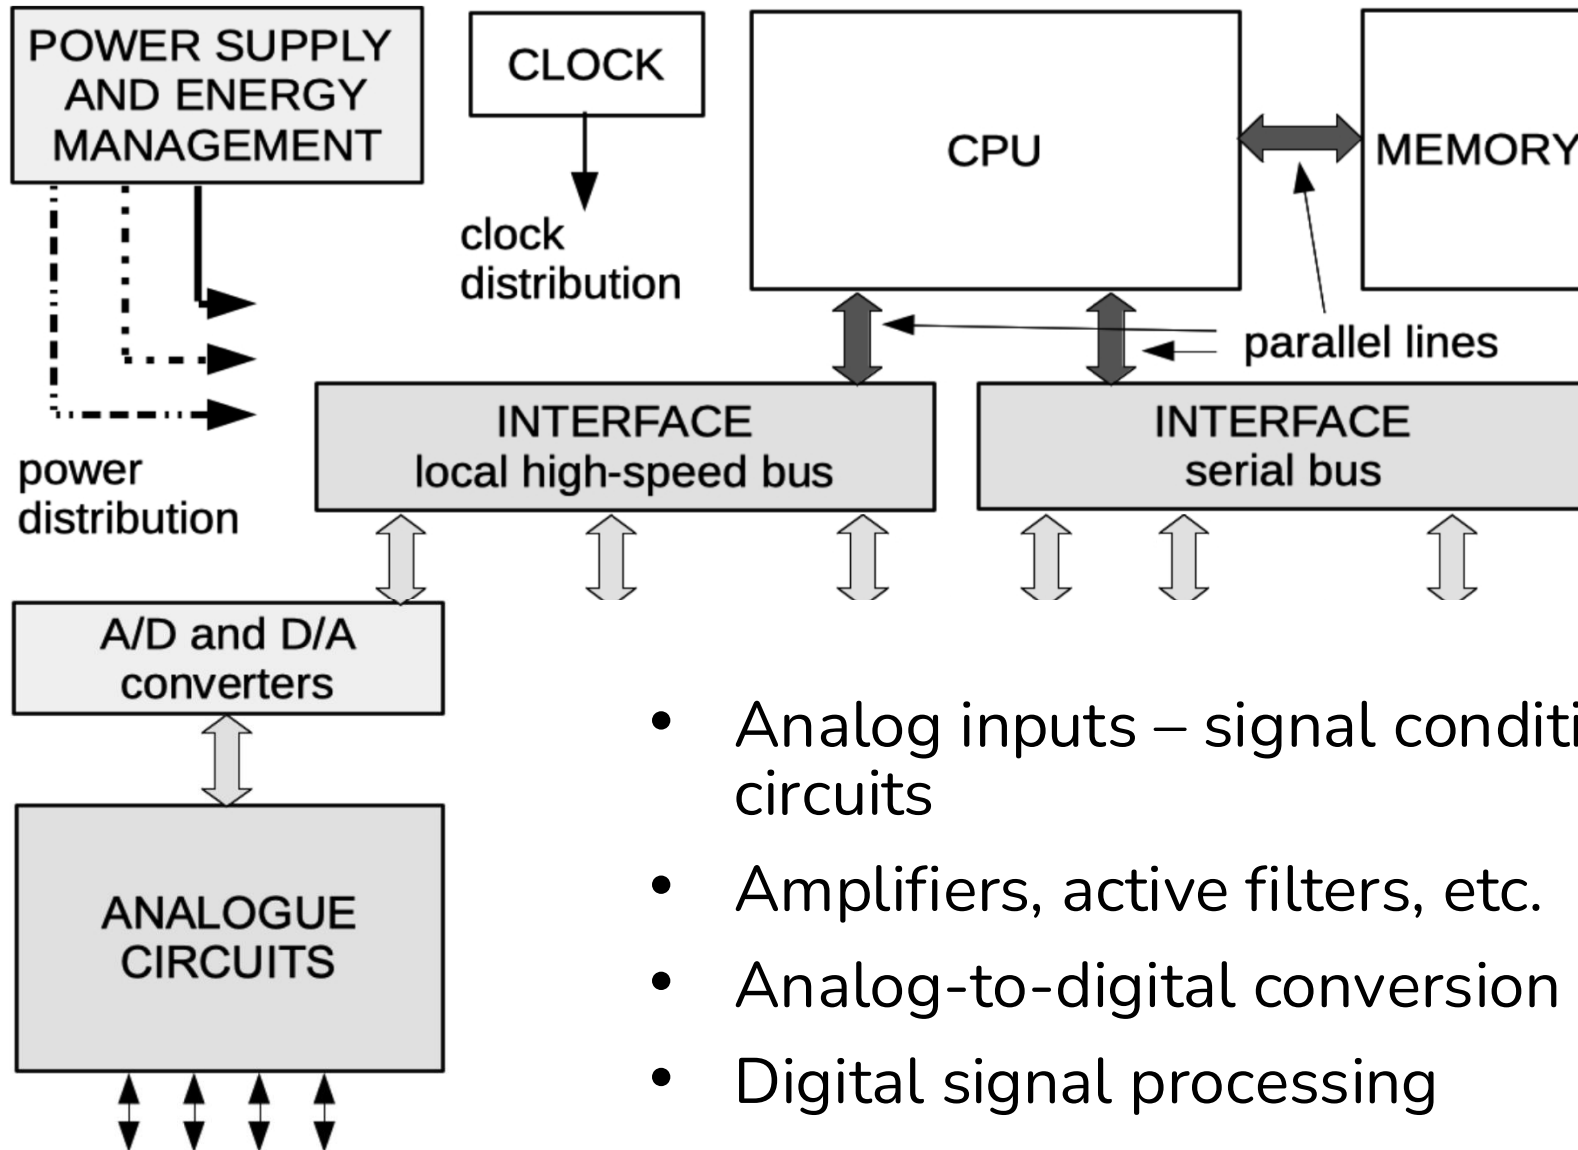 POWER SUPPLY
AND ENERGY
MANAGEMENT
CLOCK
CPU
MEMORY
clock
distribution
parallel lines
INTERFACE
local high-speed bus
INTERFACE
serial bus
power
distribution
A/D and D/A
converters
ANALOGUE
CIRCUITS
• Analog inputs – signal conditi
circuits
• Amplifiers, active filters, etc.
• Analog-to-digital conversion
• Digital signal processing